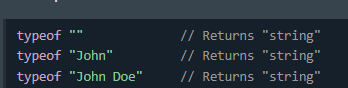 typeof ""              // Returns "string"
typeof "John"          // Returns "string"
typeof "John Doe"      // Returns "string"